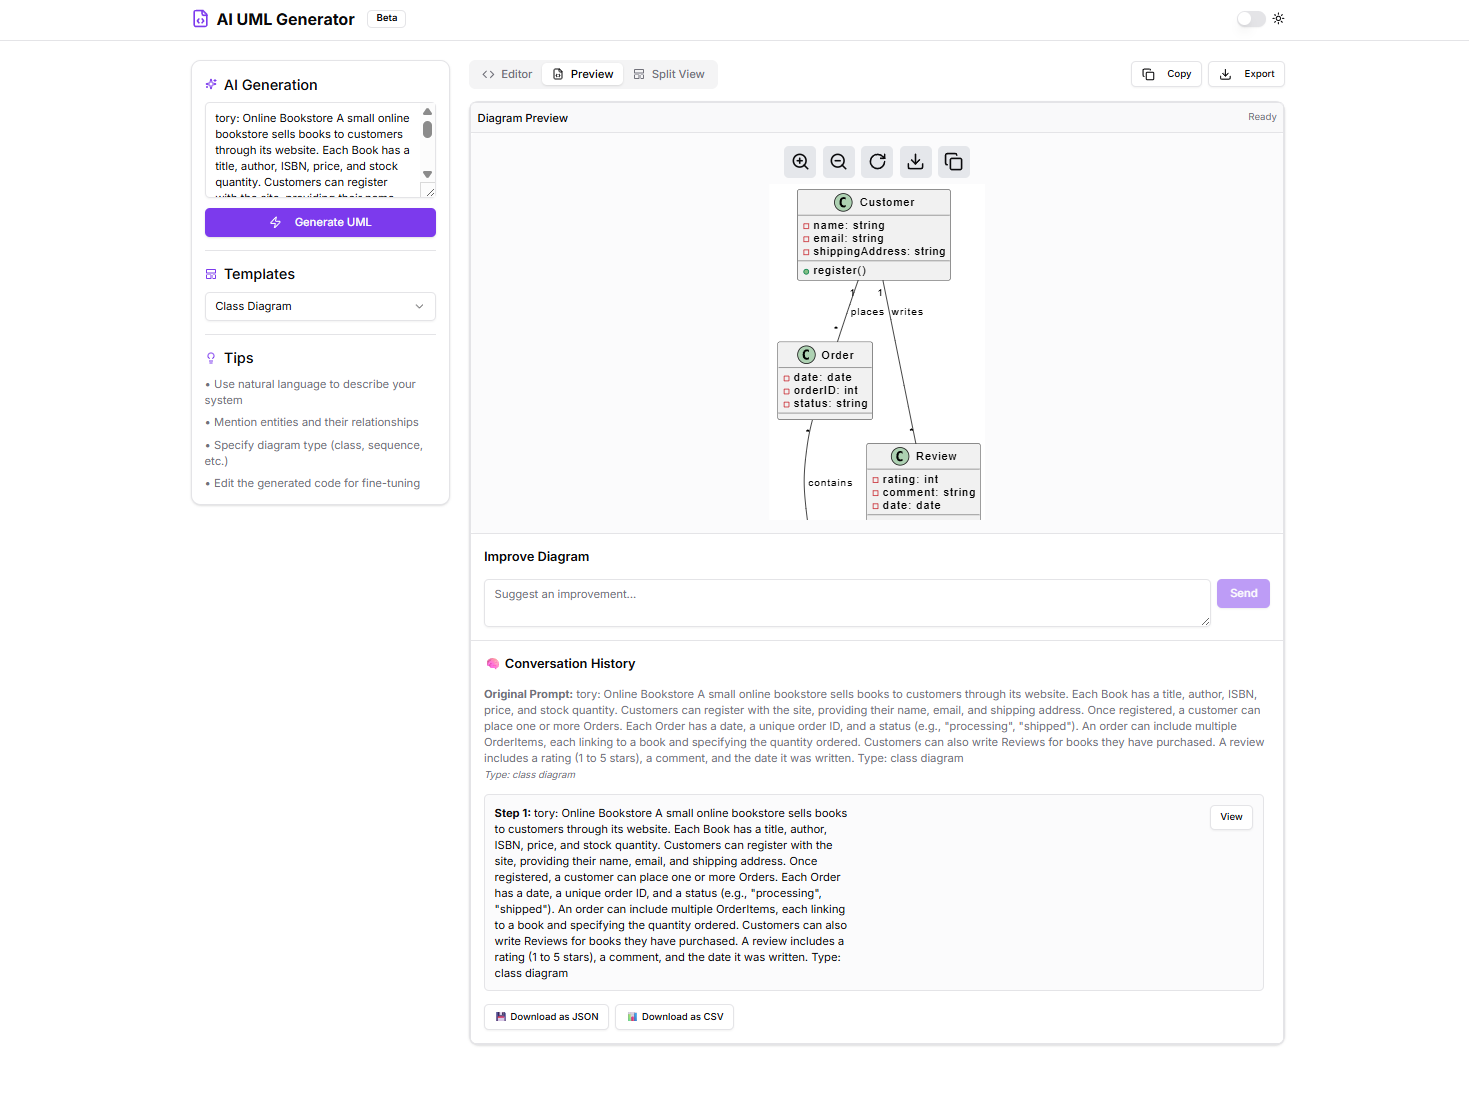 AI UML Generator
Beta
AI Generation
tory: Online Bookstore A small online
bookstore sells books to customers
through its website. Each Book has a
title, author, ISBN, price, and stock
quantity. Customers can register
with the site, providing their name,
Generate UML
Templates
Class Diagram
Tips
• Use natural language to describe your
system
• Mention entities and their relationships
• Specify diagram type (class, sequence,
etc.)
• Edit the generated code for fine-tuning
Editor
Preview
Split View
Copy
Export
Diagram Preview
Ready
C Customer
name: string
email: string
shippingAddress: string
register()
1
1
places
writes
*
C Order
date: date
orderID: int
status: string
*
*
C Review
rating: int
comment: string
date: date
contains
Improve Diagram
Suggest an improvement...
Send
Conversation History
Original Prompt: tory: Online Bookstore A small online bookstore sells books to customers through its website. Each Book has a title, author, ISBN,
price, and stock quantity. Customers can register with the site, providing their name, email, and shipping address. Once registered, a customer can
place one or more Orders. Each Order has a date, a unique order ID, and a status (e.g., "processing", "shipped"). An order can include multiple
OrderItems, each linking to a book and specifying the quantity ordered. Customers can also write Reviews for books they have purchased. A review
includes a rating (1 to 5 stars), a comment, and the date it was written. Type: class diagram
Type: class diagram
Step 1: tory: Online Bookstore A small online bookstore sells books
to customers through its website. Each Book has a title, author,
ISBN, price, and stock quantity. Customers can register with the
site, providing their name, email, and shipping address. Once
registered, a customer can place one or more Orders. Each Order
has a date, a unique order ID, and a status (e.g., "processing",
"shipped"). An order can include multiple OrderItems, each linking
to a book and specifying the quantity ordered. Customers can also
write Reviews for books they have purchased. A review includes a
rating (1 to 5 stars), a comment, and the date it was written. Type:
class diagram
View
Download as JSON
Download as CSV